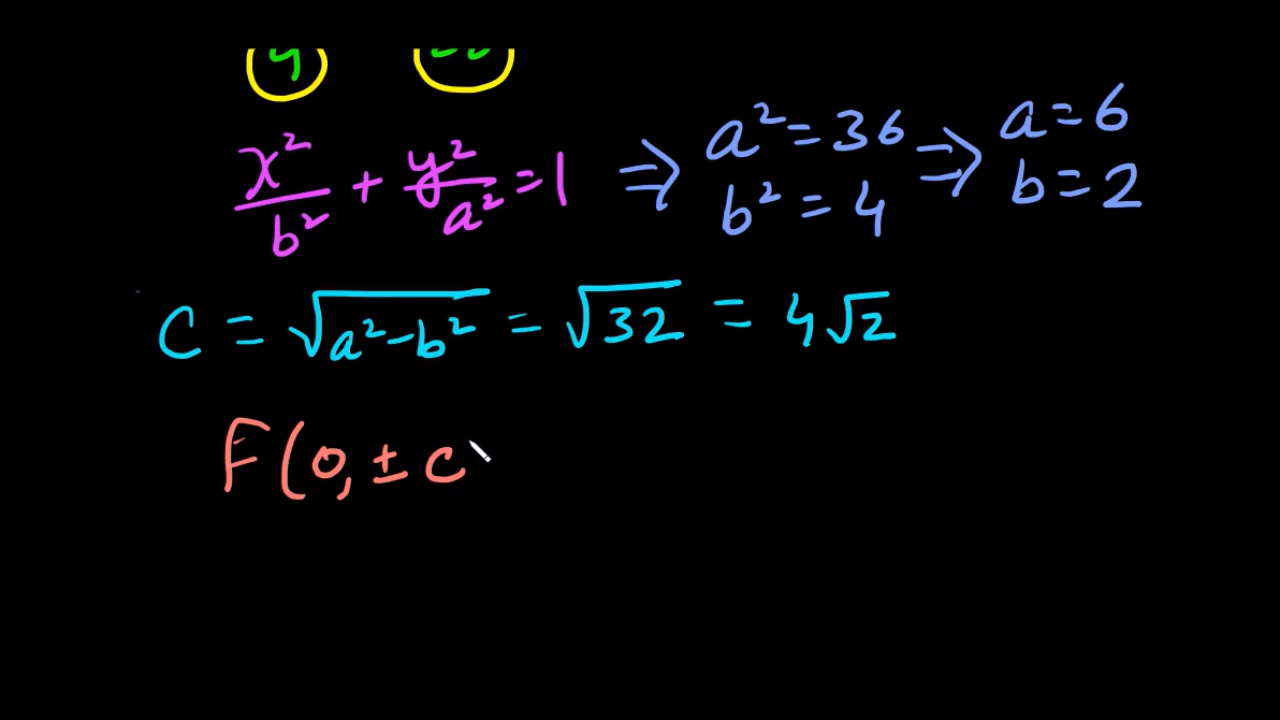 x²/b² + y²/a² = 1 ⇒ a² = 36 ⇒ a = 6
b² = 4 b = 2
C = √(a²-b²) = √32 = 4√2
F(0, ± c